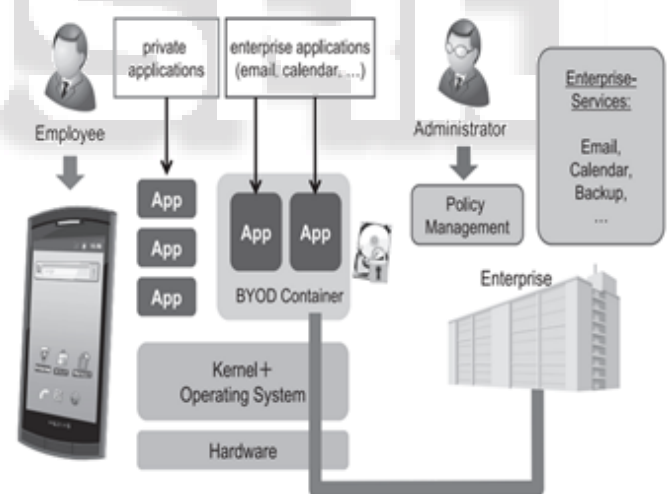 private
applications
enterprise applications
(email, calendar, ...)
Employee
Administrator
Enterprise-
Services:
Email,
Calendar,
Backup,
...
App
App
App
App
App
BYOD Container
Policy
Management
Enterprise
Kernel+
Operating System
Hardware